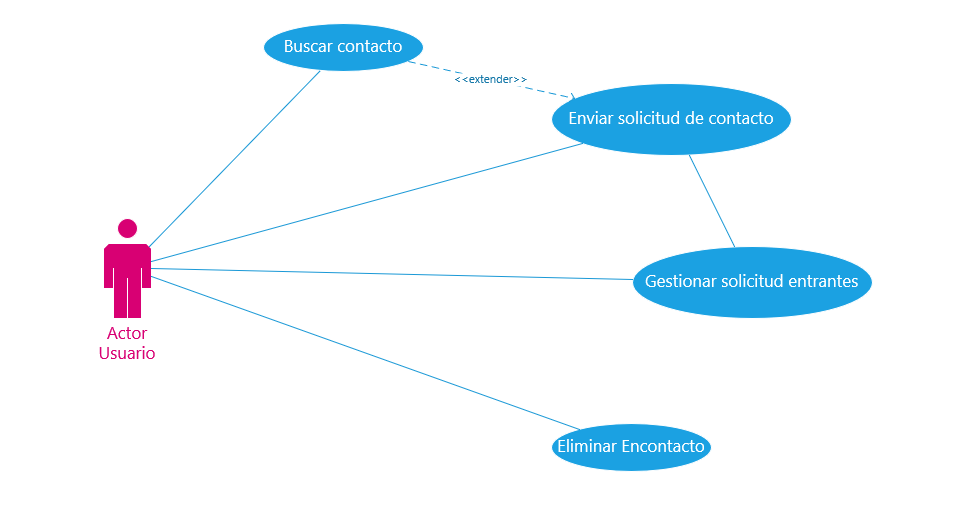 Buscar contacto
<<extender>>
Enviar solicitud de contacto
Gestionar solicitud entrantes
Actor
Usuario
Eliminar Encontacto